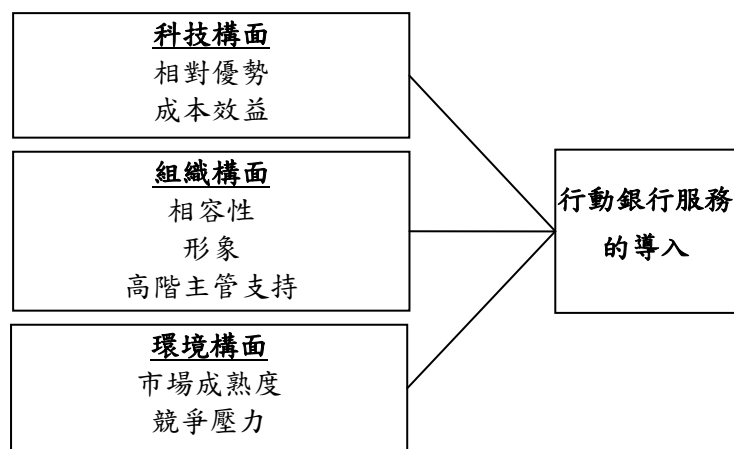 科技構面
相對優勢
成本效益
組織構面
相容性
形象
高階主管支持
環境構面
市場成熟度
競爭壓力
行動銀行服務
的導入